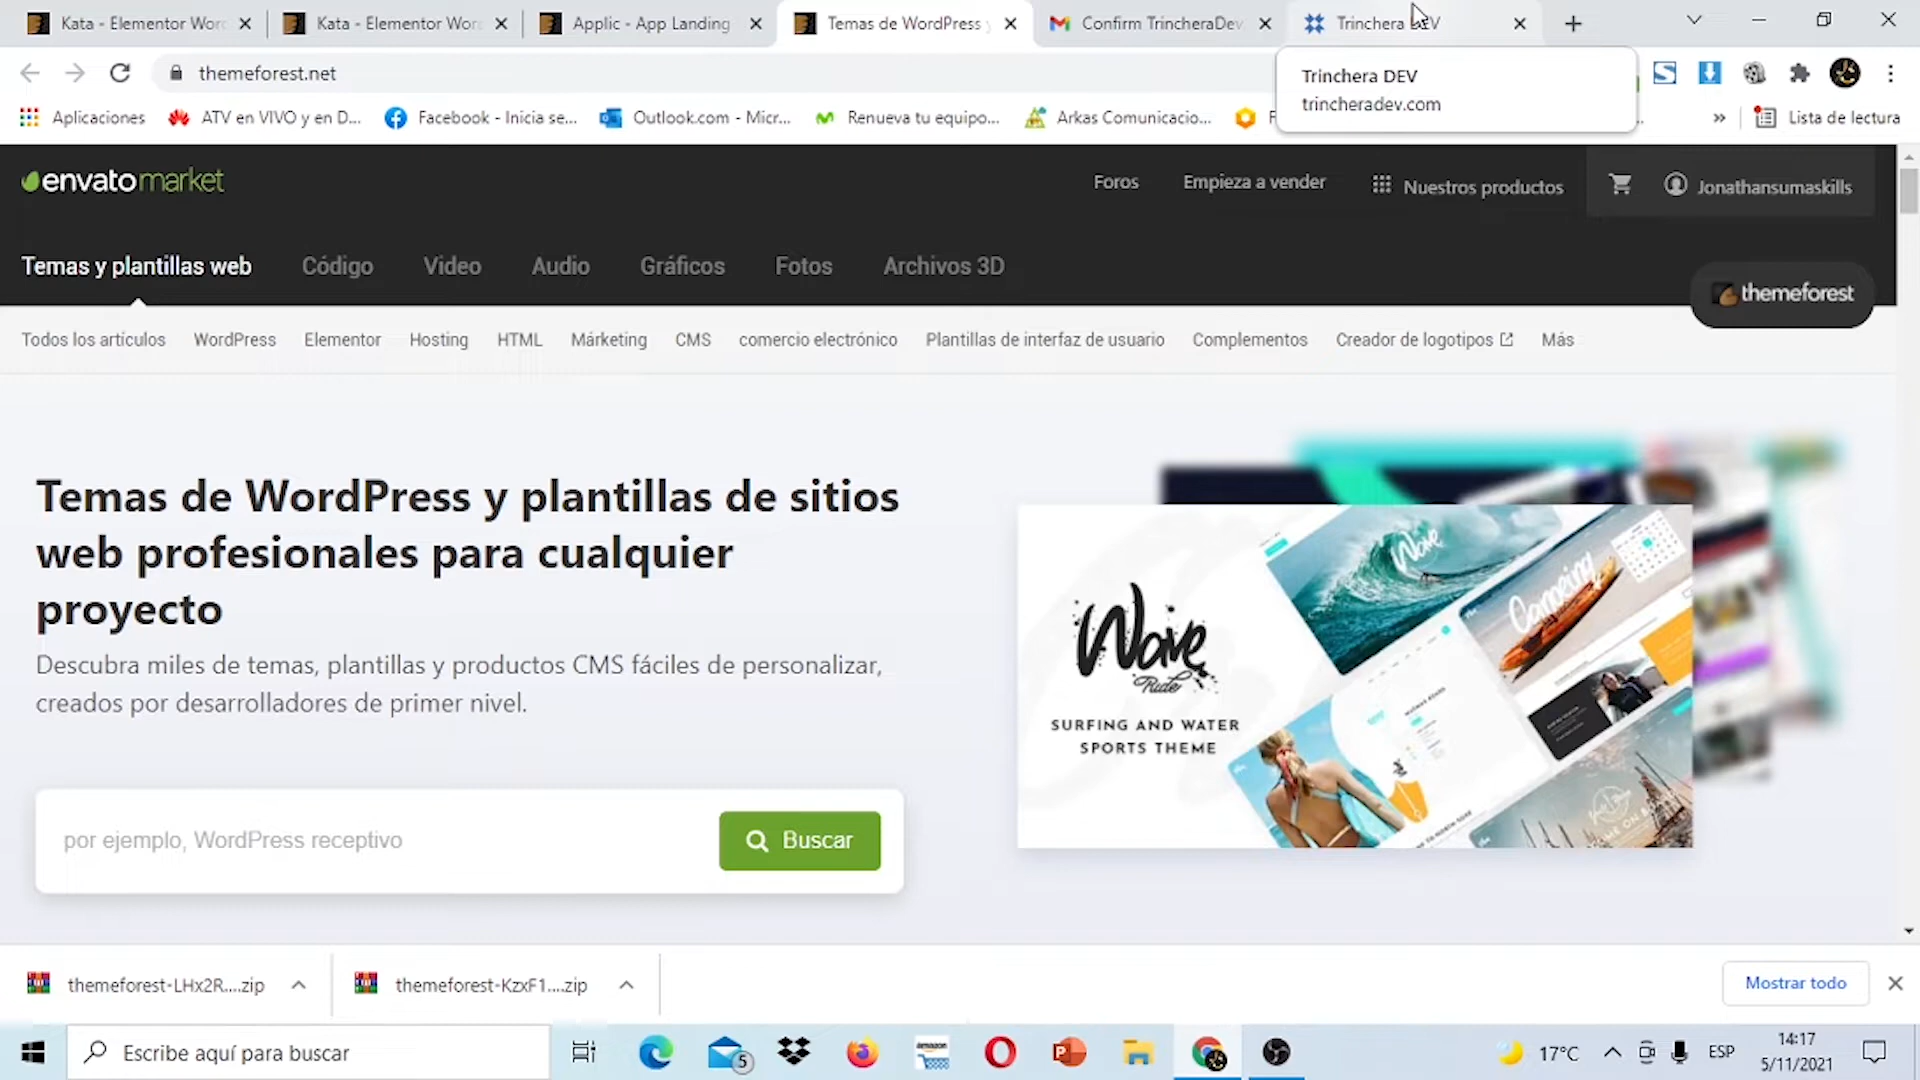 Kata - Elementor Wor
Kata - Elementor Wor
Applic - App Landing
Temas de WordPress y
Confirm TrincheraDev
Trinchera DEV
themeforest.net
Trinchera DEV
trincheradev.com
Aplicaciones
ATV en VIVO y en D...
Facebook - Inicia se...
Outlook.com - Micr...
Renueva tu equipo...
Arkas Comunicacio...
»
Lista de lectura
envatomarket
Foros
Empieza a vender
Nuestros productos
Jonathansumaskills
Temas y plantillas web
Código
Video
Audio
Gráficos
Fotos
Archivos 3D
themeforest
Todos los artículos
WordPress
Elementor
Hosting
HTML
Márketing
CMS
comercio electrónico
Plantillas de interfaz de usuario
Complementos
Creador de logotipos
Más
Temas de WordPress y plantillas de sitios
web profesionales para cualquier
proyecto
Descubra miles de temas, plantillas y productos CMS fáciles de personalizar,
creados por desarrolladores de primer nivel.
por ejemplo, WordPress receptivo
Buscar
Wave
Ride
SURFING AND WATER
SPORTS THEME
Wave
Camping
themeforest-LHx2R....zip
themeforest-KzxF1....zip
Mostrar todo
Escribe aquí para buscar
5
amazon
17°C
ESP
14:17
5/11/2021